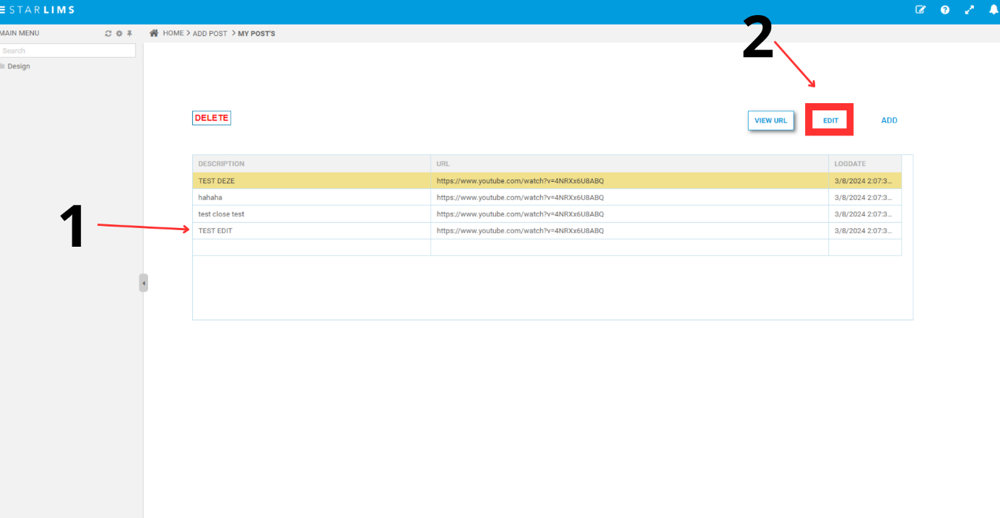 STARLIMS
MAIN MENU
HOME > ADD POST > MY POST'S
2
Search
Design
DELETE
VIEW URL
EDIT
ADD
DESCRIPTION URL LOGDATE
TEST DEZE https://www.youtube.com/watch?v=4NRXx6U8ABQ 3/8/2024 2:07:3...
hahaha https://www.youtube.com/watch?v=4NRXx6U8ABQ 3/8/2024 2:07:3...
test close test https://www.youtube.com/watch?v=4NRXx6U8ABQ 3/8/2024 2:07:3...
1
TEST EDIT https://www.youtube.com/watch?v=4NRXx6U8ABQ 3/8/2024 2:07:3...